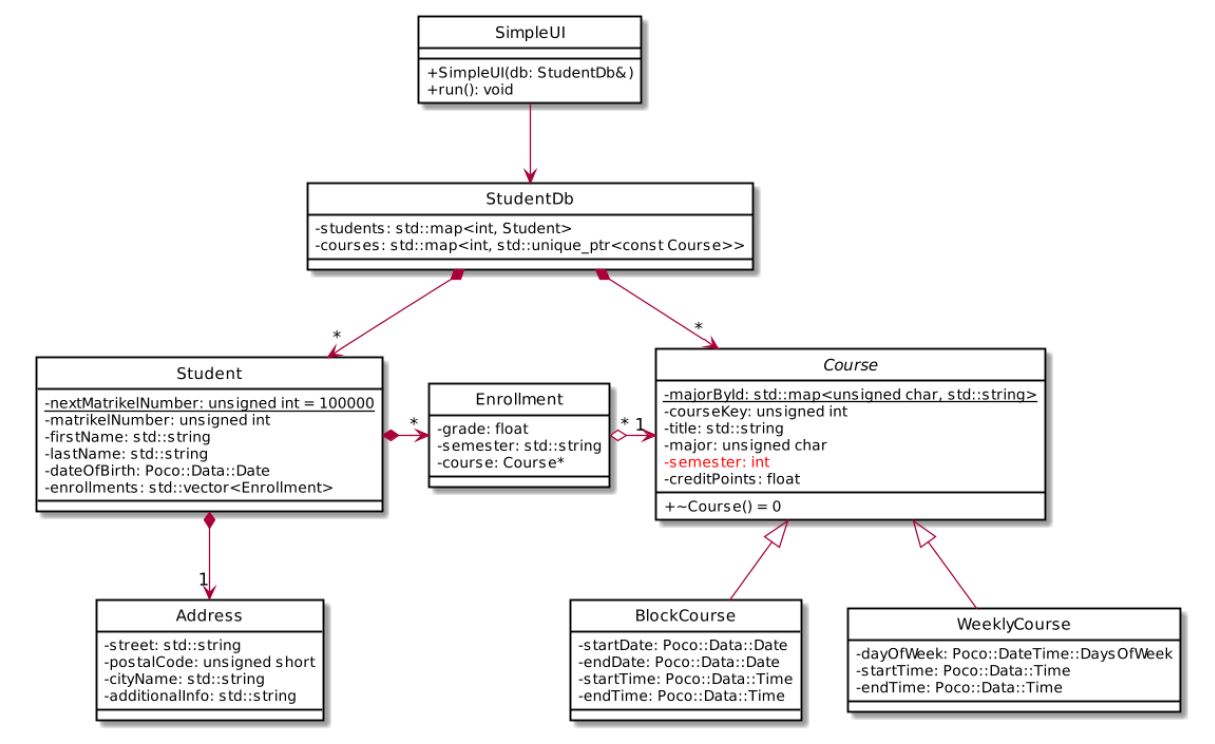 SimpleUI
+SimpleUI(db: StudentDb&)
+run(): void
StudentDb
-students: std::map<int, Student>
-courses: std::map<int, std::unique_ptr<const Course>>
*
*
Student
-nextMatrikelNumber: unsigned int = 100000
-matrikelNumber: unsigned int
-firstName: std::string
-lastName: std::string
-dateOfBirth: Poco::Data::Date
-enrollments: std::vector<Enrollment>
*
Enrollment
-grade: float
-semester: std::string
-course: Course*
* 1
Course
-majorById: std::map<unsigned char, std::string>
-courseKey: unsigned int
-title: std::string
-major: unsigned char
-semester: int
-creditPoints: float
+~Course() = 0
1
Address
-street: std::string
-postalCode: unsigned short
-cityName: std::string
-additionalInfo: std::string
BlockCourse
-startDate: Poco::Data::Date
-endDate: Poco::Data::Date
-startTime: Poco::Data::Time
-endTime: Poco::Data::Time
WeeklyCourse
-dayOfWeek: Poco::DateTime::DaysOfWeek
-startTime: Poco::Data::Time
-endTime: Poco::Data::Time